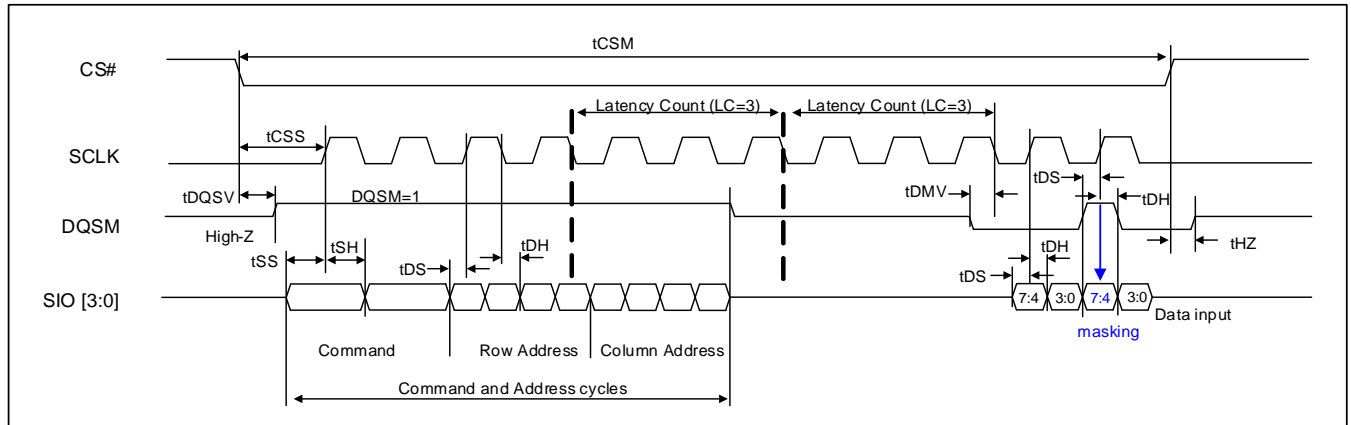 tCSM
CS#
Latency Count (LC=3)
Latency Count (LC=3)
tCSS
SCLK
tDS
tDQSV
DQSM=1
tDMV
tDH
DQSM
High-Z
tSH
tDH
tHZ
tSS
tDS
tDH
tDS
SIO [3:0]
7:4
3:0
7:4
3:0
Data input
masking
Command
Row Address
Column Address
Command and Address cycles